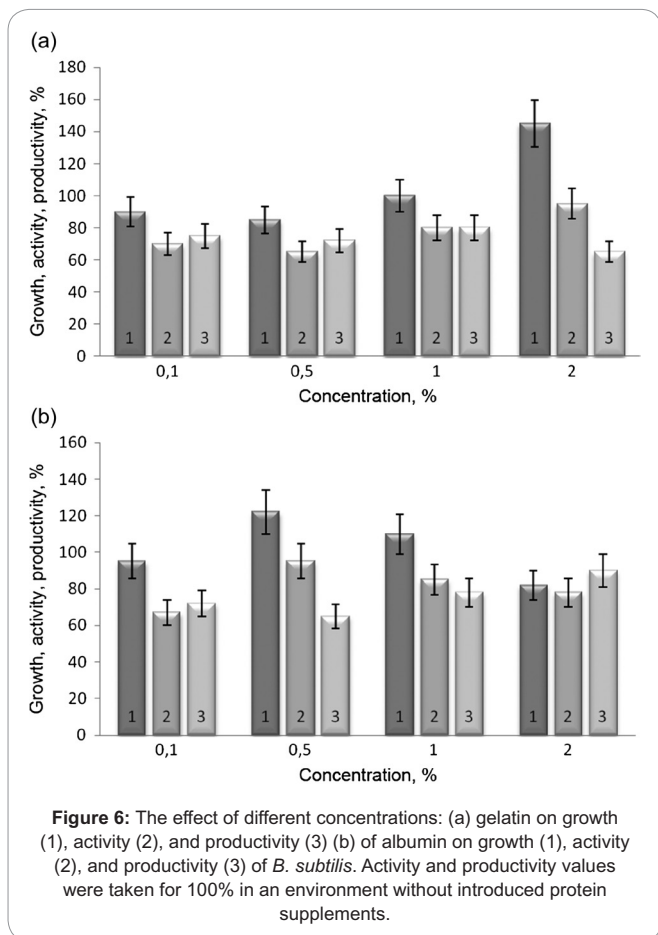 (a)
Growth, activity, productivity, %
180
160
140
120
100
80
60
40
20
0
1 2 3 1 2 3 1 2 3 1 2 3
0,1 0,5 1 2
Concentration, %
(b)
Growth, activity, productivity, %
160
140
120
100
80
60
40
20
0
1 2 3 1 2 3 1 2 3 1 2 3
0,1 0,5 1 2
Concentration, %
Figure 6: The effect of different concentrations: (a) gelatin on growth
(1), activity (2), and productivity (3) (b) of albumin on growth (1), activity
(2), and productivity (3) of B. subtilis. Activity and productivity values
were taken for 100% in an environment without introduced protein
supplements.